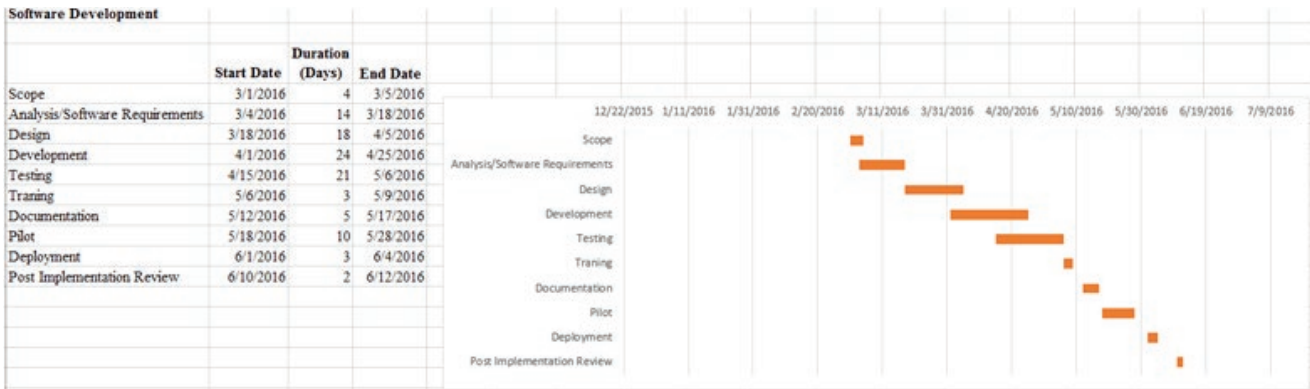 Software Development
Duration
Start Date (Days) End Date
Scope 3/1/2016 4 3/5/2016
Analysis/Software Requirements 3/4/2016 14 3/18/2016
Design 3/18/2016 18 4/5/2016
Development 4/1/2016 24 4/25/2016
Testing 4/15/2016 21 5/6/2016
Traning 5/6/2016 3 5/9/2016
Documentation 5/12/2016 5 5/17/2016
Pilot 5/18/2016 10 5/28/2016
Deployment 6/1/2016 3 6/4/2016
Post Implementation Review 6/10/2016 2 6/12/2016
12/22/2015 1/11/2016 1/31/2016 2/20/2016 3/11/2016 3/31/2016 4/20/2016 5/10/2016 5/30/2016 6/19/2016 7/9/2016
Scope
Analysis/Software Requirements
Design
Development
Testing
Traning
Documentation
Pilot
Deployment
Post Implementation Review